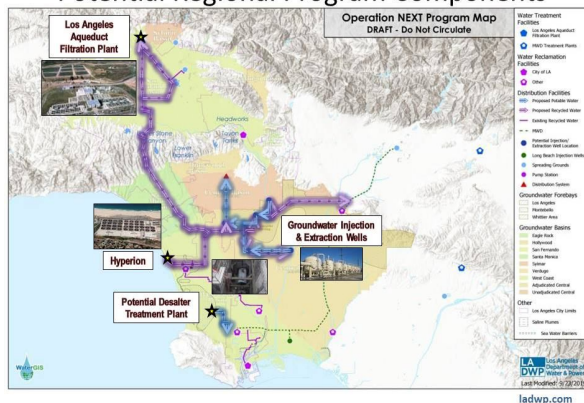 Potential Regional Program Components
Operation NEXT Program Map
DRAFT - Do Not Circulate
Los Angeles
Aqueduct
Filtration Plant
Headworks
Stone
Canyon
Lower
Franklin
Hyperion
Groundwater Injection
& Extraction Wells
Potential Desalter
Treatment Plant
WaterGIS
Water Treatment
Facilities
Los Angeles Aqueduct
Filtration Plant
MWD Treatment Plants
Water Reclamation
Facilities
City of LA
Other
Distribution Facilities
Proposed Potable Water
Proposed Recycled Water
Existing Recycled Water
MWD
Potential Injection/
Extraction Well Location
Long Beach Injection Wells
Spreading Grounds
Pump Station
Distribution System
Groundwater Forebays
Los Angeles
Montebello
Whittier Area
Groundwater Basins
Eagle Rock
Hollywood
San Fernando
Santa Monica
Sylmar
Verdugo
West Coast
Adjudicated Central
Unadjudicated Central
Other
Los Angeles City Limits
Saline Plumes
Sea Water Barriers
LA
DWP
Los Angeles
Department of
Water & Power
ladwp.com